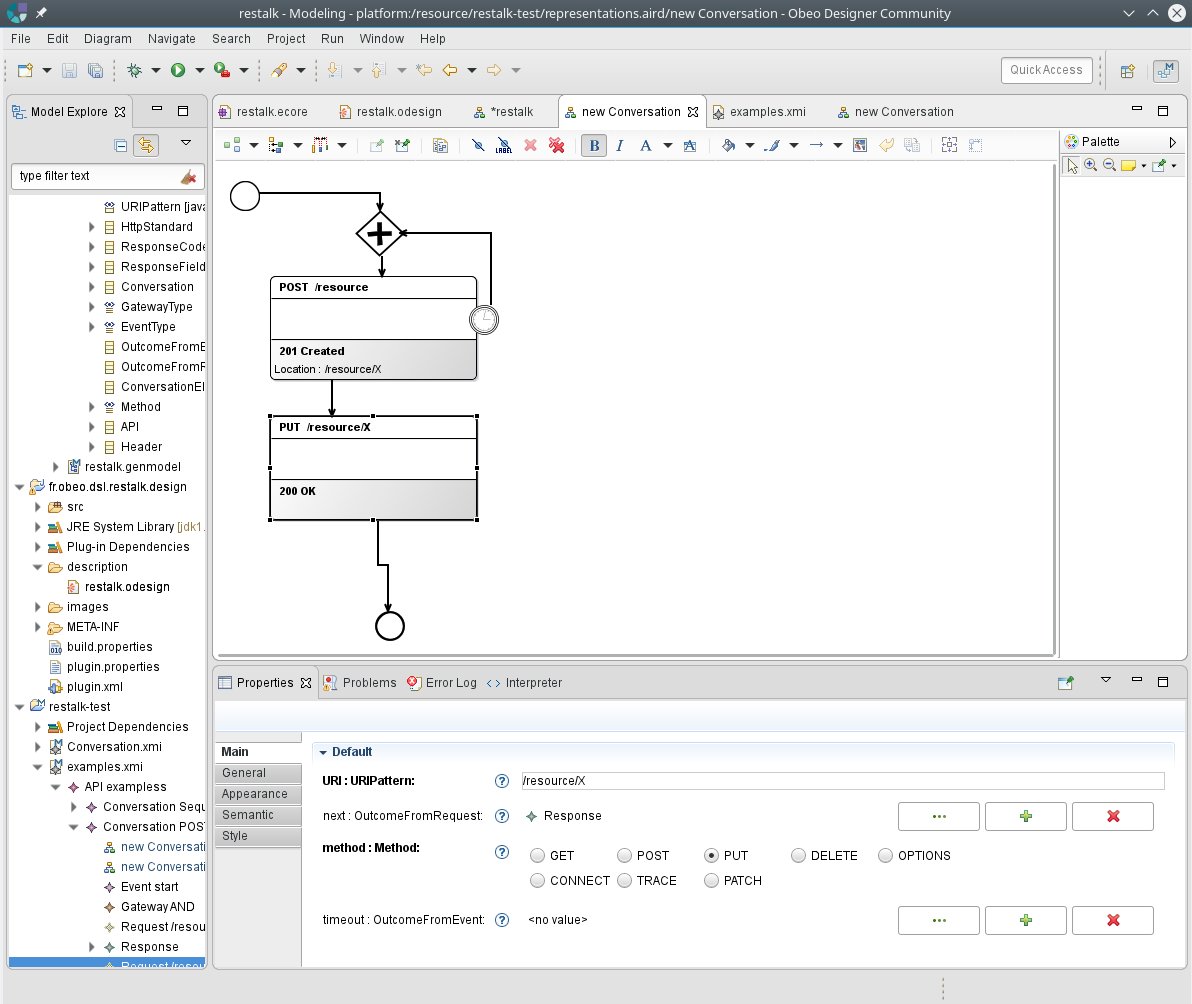 restalk - Modeling - platform:/resource/restalk-test/representations.aird/new Conversation - Obeo Designer Community
File Edit Diagram Navigate Search Project Run Window Help
Quick Access
Model Explore
restalk.ecore restalk.odesign *restalk new Conversation examples.xmi new Conversation
LABEL B I A A
Palette
type filter text
URIPattern [java
HttpStandard
ResponseCode
ResponseField
Conversation
GatewayType
EventType
OutcomeFromE
OutcomeFromR
ConversationEl
Method
API
Header
restalk.genmodel
fr.obeo.dsl.restalk.design
src
JRE System Library [jdk1.
Plug-in Dependencies
description
restalk.odesign
images
META-INF
build.properties
plugin.properties
plugin.xml
restalk-test
Project Dependencies
Conversation.xmi
examples.xmi
API exampless
Conversation Sequ
Conversation POST
new Conversati
new Conversati
Event start
Gateway AND
Request /resou
Response
Request /resou
POST /resource
201 Created
Location : /resource/X
PUT /resource/X
200 OK
Properties Problems Error Log Interpreter
Main
General
Appearance
Semantic
Style
Default
URI : URIPattern: ? /resource/X
next : OutcomeFromRequest: ? Response ...
method : Method: ? GET POST PUT DELETE OPTIONS
CONNECT TRACE PATCH
timeout : OutcomeFromEvent: ? <no value> ...